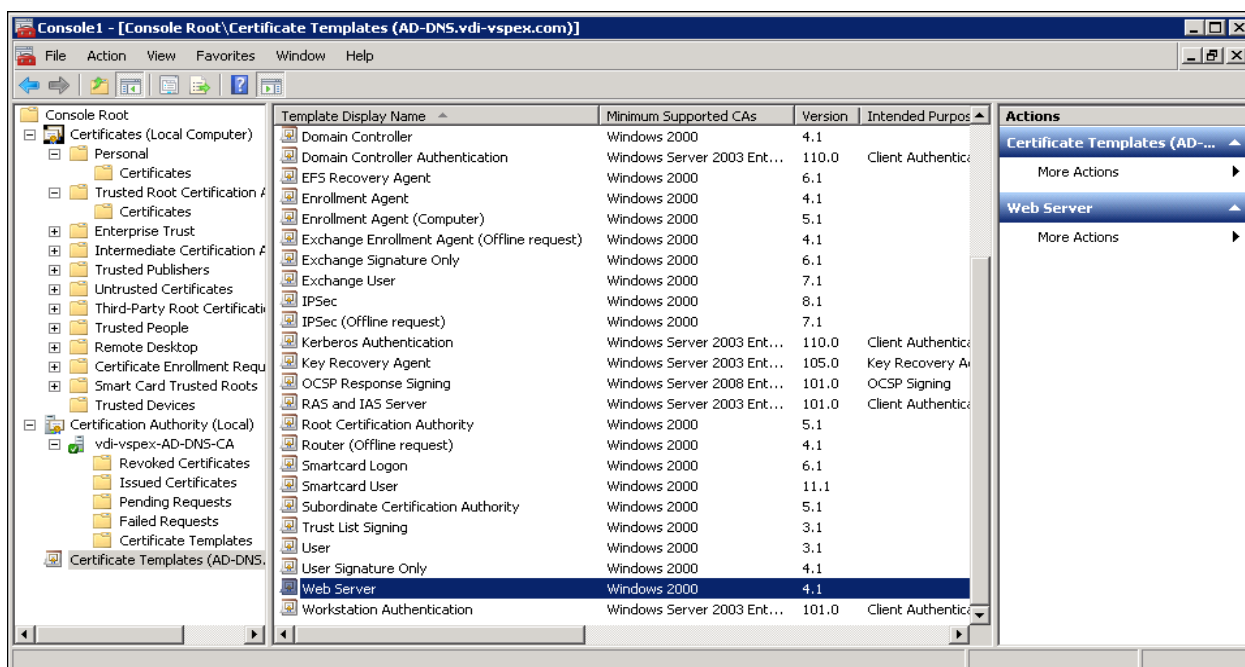 Console1 - [Console Root\Certificate Templates (AD-DNS.vdi-vspex.com)]
File Action View Favorites Window Help
Console Root
Certificates (Local Computer)
Personal
Certificates
Trusted Root Certification A
Certificates
Enterprise Trust
Intermediate Certification A
Trusted Publishers
Untrusted Certificates
Third-Party Root Certificati
Trusted People
Remote Desktop
Certificate Enrollment Requ
Smart Card Trusted Roots
Trusted Devices
Certification Authority (Local)
vdi-vspex-AD-DNS-CA
Revoked Certificates
Issued Certificates
Pending Requests
Failed Requests
Certificate Templates
Certificate Templates (AD-DNS.
Template Display Name Minimum Supported CAs Version Intended Purpos
Domain Controller Windows 2000 4.1
Domain Controller Authentication Windows Server 2003 Ent... 110.0 Client Authentica
EFS Recovery Agent Windows 2000 6.1
Enrollment Agent Windows 2000 4.1
Enrollment Agent (Computer) Windows 2000 5.1
Exchange Enrollment Agent (Offline request) Windows 2000 4.1
Exchange Signature Only Windows 2000 6.1
Exchange User Windows 2000 7.1
IPSec Windows 2000 8.1
IPSec (Offline request) Windows 2000 7.1
Kerberos Authentication Windows Server 2003 Ent... 110.0 Client Authentica
Key Recovery Agent Windows Server 2003 Ent... 105.0 Key Recovery A
OCSP Response Signing Windows Server 2008 Ent... 101.0 OCSP Signing
RAS and IAS Server Windows Server 2003 Ent... 101.0 Client Authentica
Root Certification Authority Windows 2000 5.1
Router (Offline request) Windows 2000 4.1
Smartcard Logon Windows 2000 6.1
Smartcard User Windows 2000 11.1
Subordinate Certification Authority Windows 2000 5.1
Trust List Signing Windows 2000 3.1
User Windows 2000 3.1
User Signature Only Windows 2000 4.1
Web Server Windows 2000 4.1
Workstation Authentication Windows Server 2003 Ent... 101.0 Client Authentica
Actions
Certificate Templates (AD-...
More Actions
Web Server
More Actions